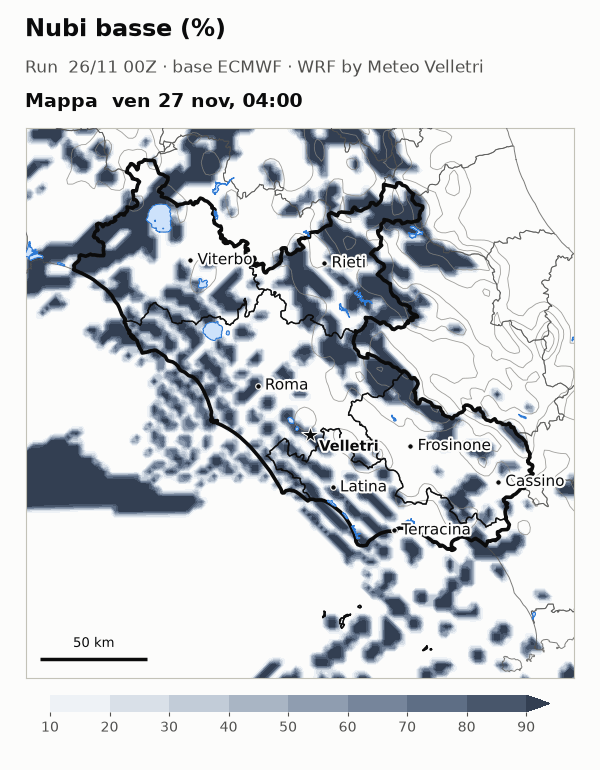 Nubi basse (%)
Run  26/11 00Z · base ECMWF · WRF by Meteo Velletri
Mappa  ven 27 nov, 04:00
Viterbo
Rieti
Roma
Velletri
Frosinone
Cassino
Latina
Terracina
50 km
10 20 30 40 50 60 70 80 90